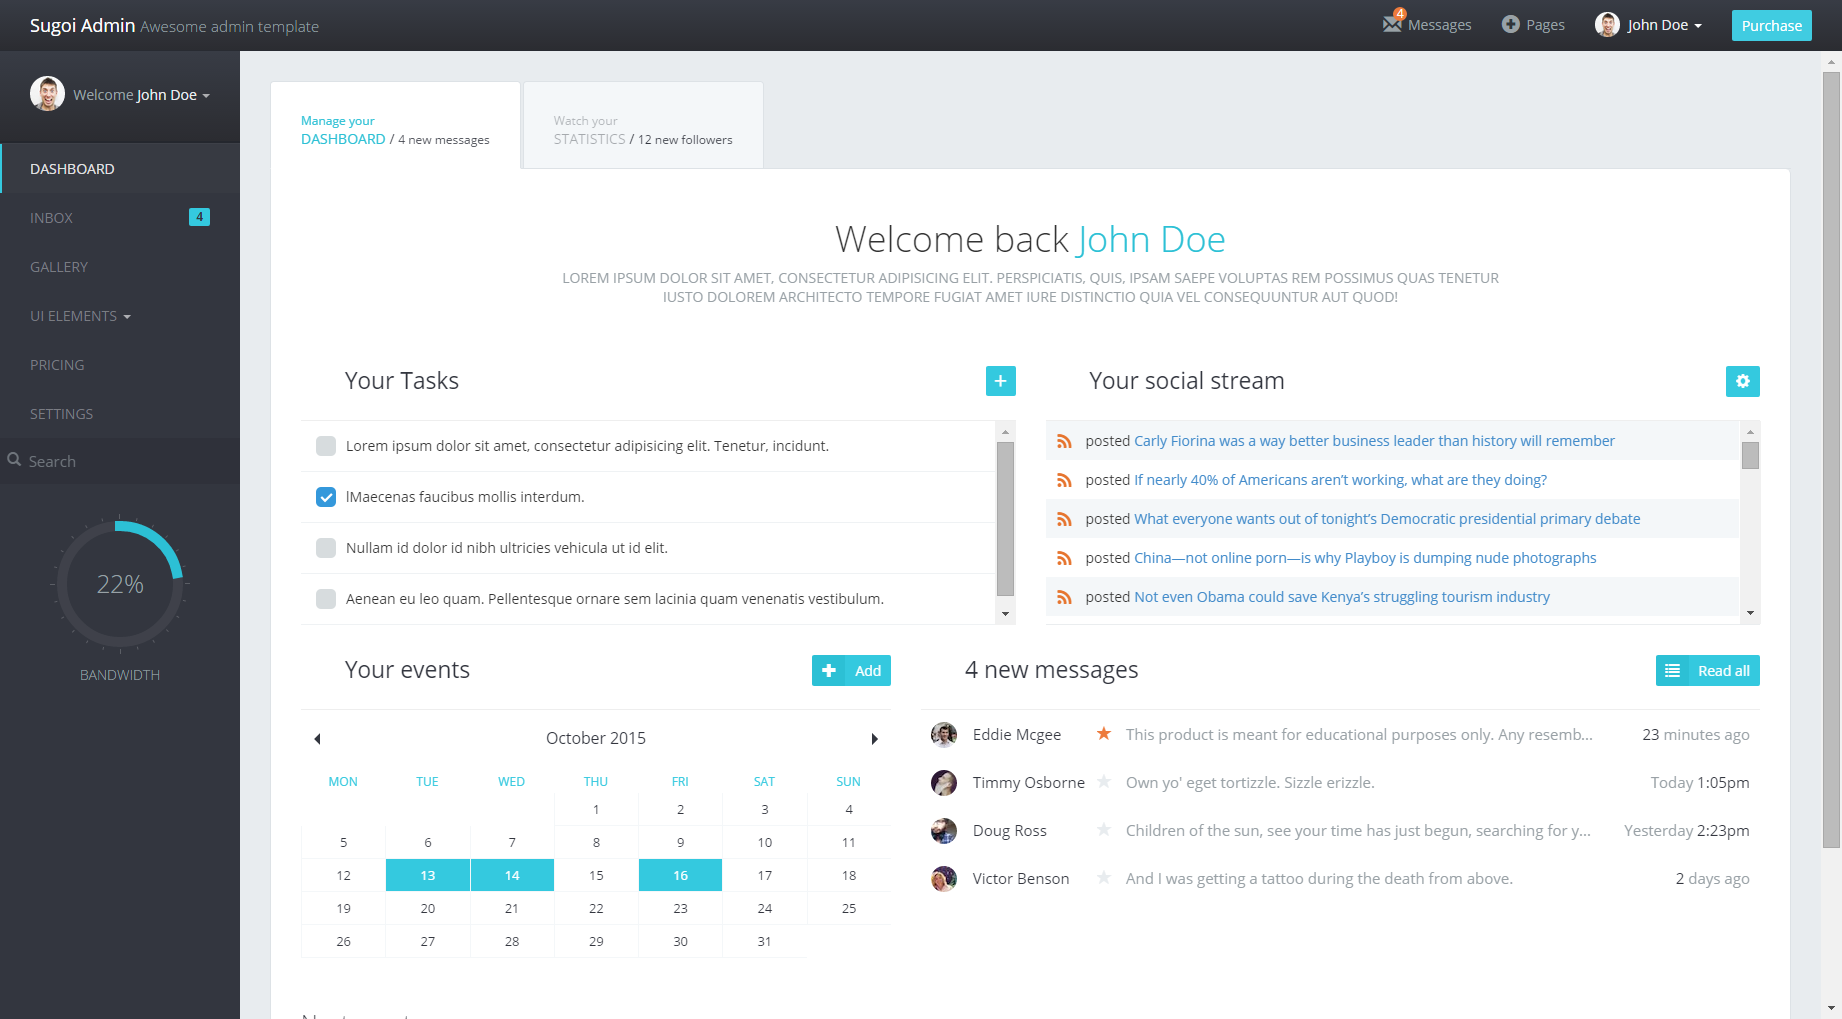 Sugoi Admin Awesome admin template
4
Messages
Pages
John Doe
Purchase
Welcome John Doe
DASHBOARD
INBOX
4
GALLERY
UI ELEMENTS
PRICING
SETTINGS
Search
22%
BANDWIDTH
Manage your
DASHBOARD / 4 new messages
Watch your
STATISTICS / 12 new followers
Welcome back John Doe
LOREM IPSUM DOLOR SIT AMET, CONSECTETUR ADIPISICING ELIT. PERSPICIATIS, QUIS, IPSAM SAEPE VOLUPTAS REM POSSIMUS QUAS TENETUR
IUSTO DOLOREM ARCHITECTO TEMPORE FUGIAT AMET IURE DISTINCTIO QUIA VEL CONSEQUUNTUR AUT QUOD!
Your Tasks
Lorem ipsum dolor sit amet, consectetur adipisicing elit. Tenetur, incidunt.
lMaecenas faucibus mollis interdum.
Nullam id dolor id nibh ultricies vehicula ut id elit.
Aenean eu leo quam. Pellentesque ornare sem lacinia quam venenatis vestibulum.
Your social stream
posted Carly Fiorina was a way better business leader than history will remember
posted If nearly 40% of Americans aren’t working, what are they doing?
posted What everyone wants out of tonight’s Democratic presidential primary debate
posted China—not online porn—is why Playboy is dumping nude photographs
posted Not even Obama could save Kenya’s struggling tourism industry
Your events
Add
October 2015
MON TUE WED THU FRI SAT SUN
1 2 3 4
5 6 7 8 9 10 11
12 13 14 15 16 17 18
19 20 21 22 23 24 25
26 27 28 29 30 31
4 new messages
Read all
Eddie Mcgee This product is meant for educational purposes only. Any resemb... 23 minutes ago
Timmy Osborne Own yo' eget tortizzle. Sizzle erizzle. Today 1:05pm
Doug Ross Children of the sun, see your time has just begun, searching for y... Yesterday 2:23pm
Victor Benson And I was getting a tattoo during the death from above. 2 days ago